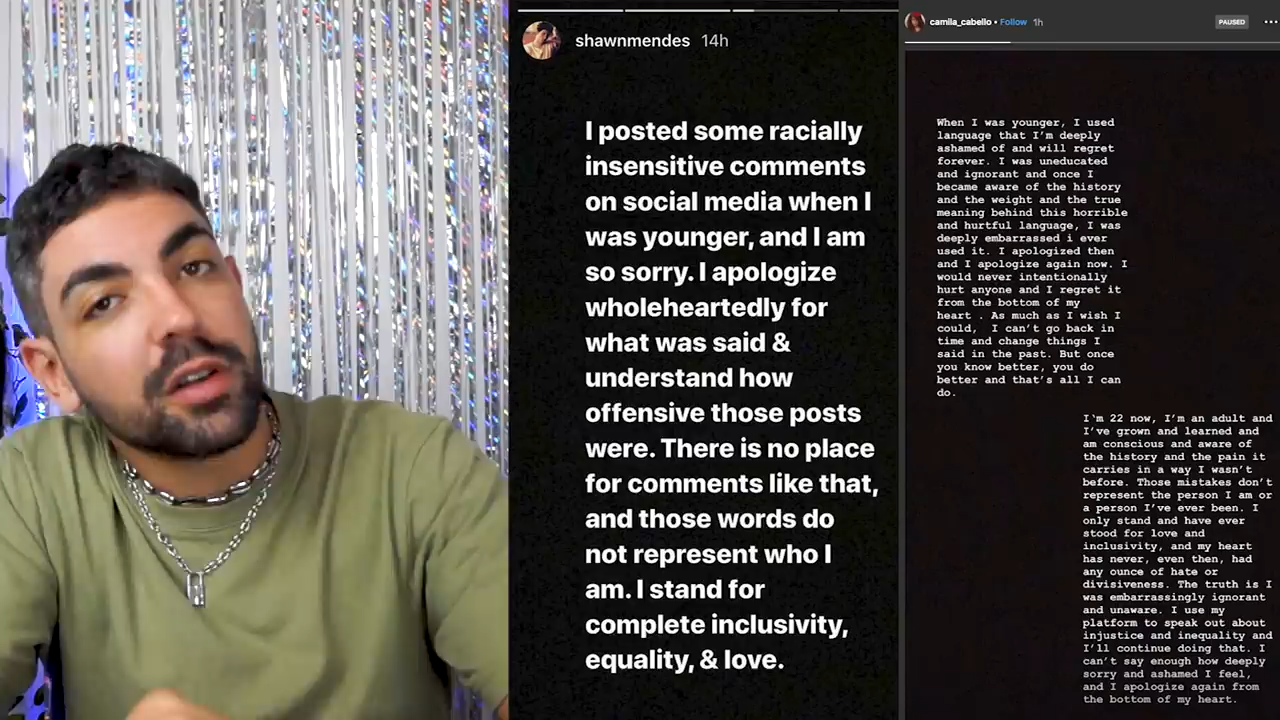 shawnmendes 14h
I posted some racially
insensitive comments
on social media when I
was younger, and I am
so sorry. I apologize
wholeheartedly for
what was said &
understand how
offensive those posts
were. There is no place
for comments like that,
and those words do
not represent who I
am. I stand for
complete inclusivity,
equality, & love.
camila_cabello • Follow 1h
PAUSED
When I was younger, I used
language that I'm deeply
ashamed of and will regret
forever. I was uneducated
and ignorant and once I
became aware of the history
and the weight and the true
meaning behind this horrible
and hurtful language, I was
deeply embarrassed i ever
used it. I apologized then
and I apologize again now. I
would never intentionally
hurt anyone and I regret it
from the bottom of my
heart . As much as I wish I
could, I can't go back in
time and change things I
said in the past. But once
you know better, you do
better and that's all I can
do.
I'm 22 now, I'm an adult and
I've grown and learned and
am conscious and aware of
the history and the pain it
carries in a way I wasn't
before. Those mistakes don't
represent the person I am or
a person I've ever been. I
only stand and have ever
stood for love and
inclusivity, and my heart
has never, even then, had
any ounce of hate or
divisiveness. The truth is I
was embarrassingly ignorant
and unaware. I use my
platform to speak out about
injustice and inequality and
I'll continue doing that. I
can't say enough how deeply
sorry and ashamed I feel,
and I apologize again from
the bottom of my heart.